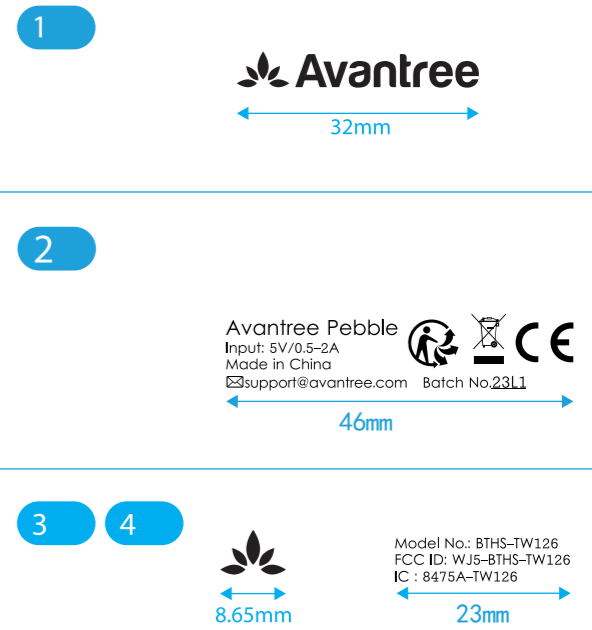 1
Avantree
32mm
2
Avantree Pebble
Input: 5V/0.5–2A
Made in China
support@avantree.com Batch No.23L1
CE
46mm
3 4
Model No.: BTHS–TW126
FCC ID: WJ5–BTHS–TW126
IC : 8475A–TW126
8.65mm
23mm